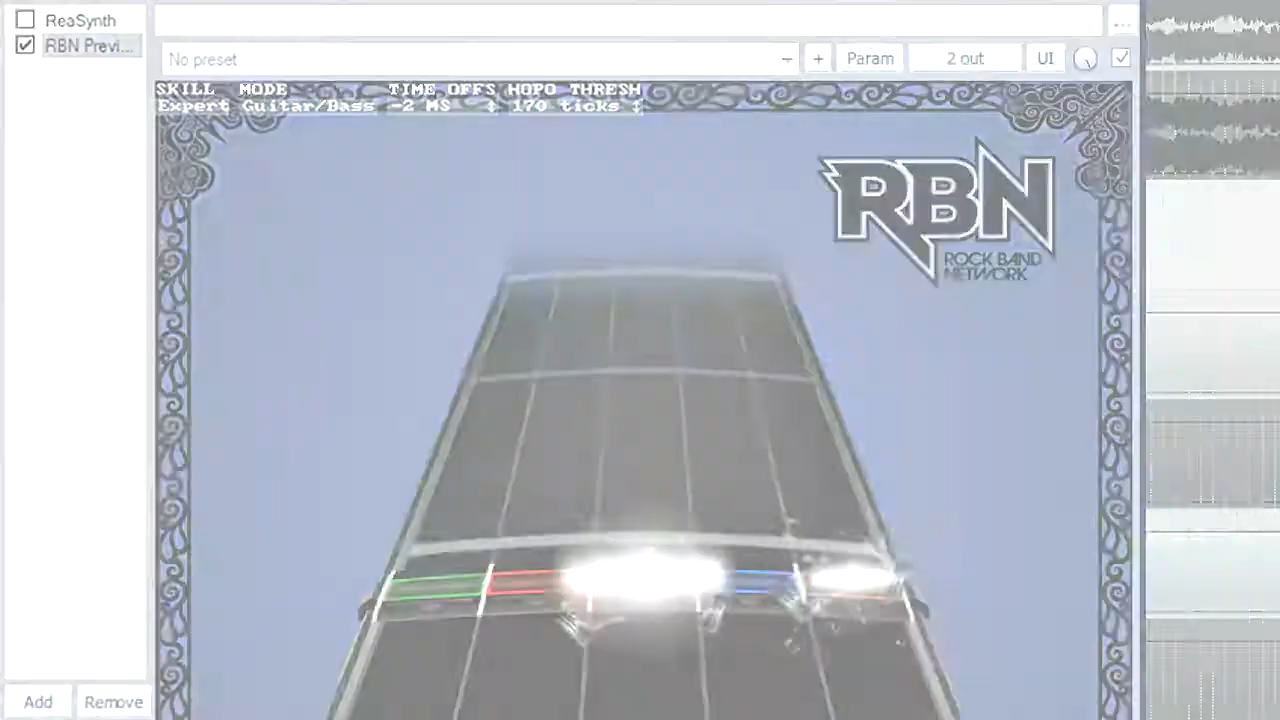 ReaSynth
RBN Previ...
...
No preset
+
Param
2 out
UI
SKILL MODE TIME OFFS HOPO THRESH
Expert Guitar/Bass -2 MS 170 ticks
RBN
ROCK BAND
NETWORK
Add
Remove